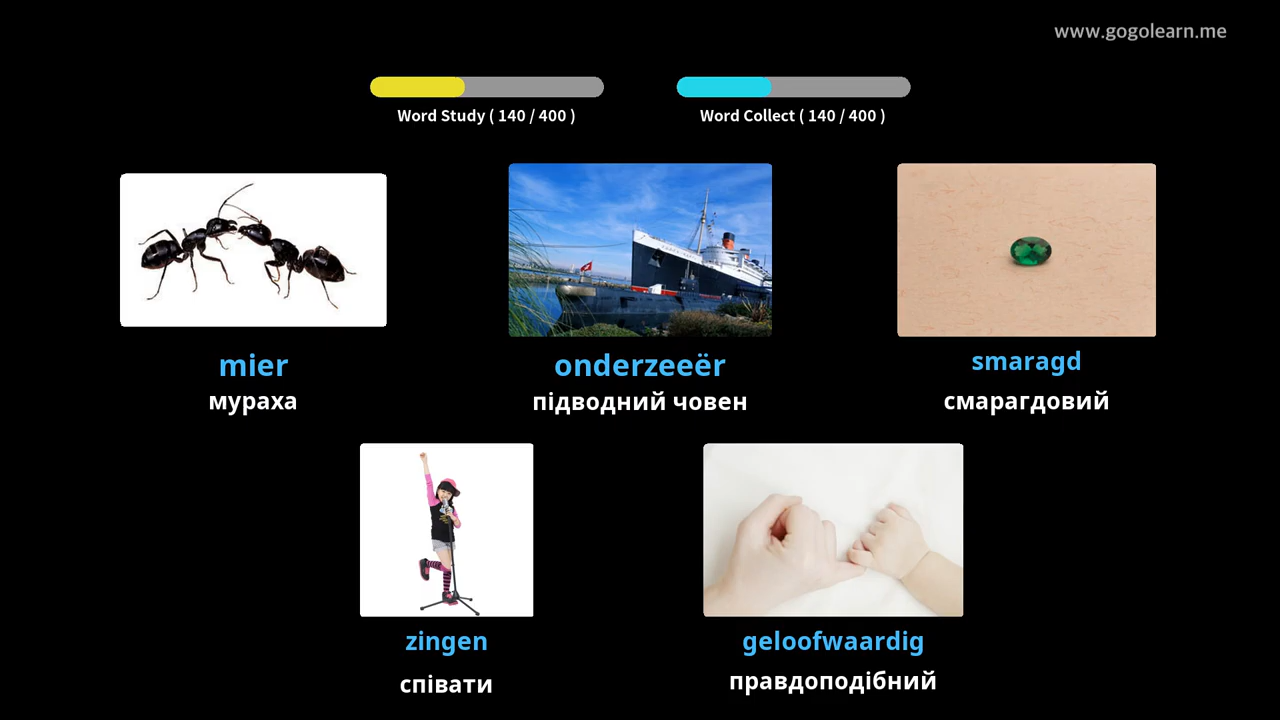 www.gogolearn.me
Word Study ( 140 / 400 )
Word Collect ( 140 / 400 )
mier
мураха
onderzeeër
підводний човен
smaragd
смарагдовий
zingen
співати
geloofwaardig
правдоподібний